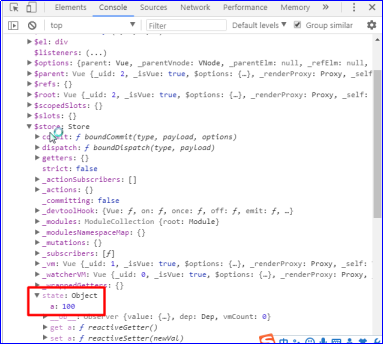 Elements Console Sources Network »
top Filter Default levels Group similar
$el: div
$listeners: (...)
$options: {parent: Vue, _parentVnode: VNode, _parentElm: null, _refElm: null,
$parent: Vue {_uid: 2, _isVue: true, $options: {…}, _renderProxy: Proxy, _self
$refs: {}
$root: Vue {_uid: 2, _isVue: true, $options: {…}, _renderProxy: Proxy, _self:
$scopedSlots: {}
$slots: {}
$store: Store
commit: ƒ boundCommit(type, payload, options)
dispatch: ƒ boundDispatch(type, payload)
getters: {}
strict: false
_actionSubscribers: []
_actions: {}
_committing: false
_devtoolHook: {Vue: ƒ, on: ƒ, once: ƒ, off: ƒ, emit: ƒ, …}
_modules: ModuleCollection {root: Module}
_modulesNamespaceMap: {}
_mutations: {}
_subscribers: [ƒ]
_vm: Vue {_uid: 1, _isVue: true, $options: {…}, _renderProxy: Proxy, _self:
_watcherVM: Vue {_uid: 0, _isVue: true, $options: {…}, _renderProxy: Proxy,
_wrappedGetters: {}
state: Object
a: 100
__ob__: Observer {value: {…}, dep: Dep, vmCount: 0}
get a: ƒ reactiveGetter()
set a: ƒ reactiveSetter(newVal)